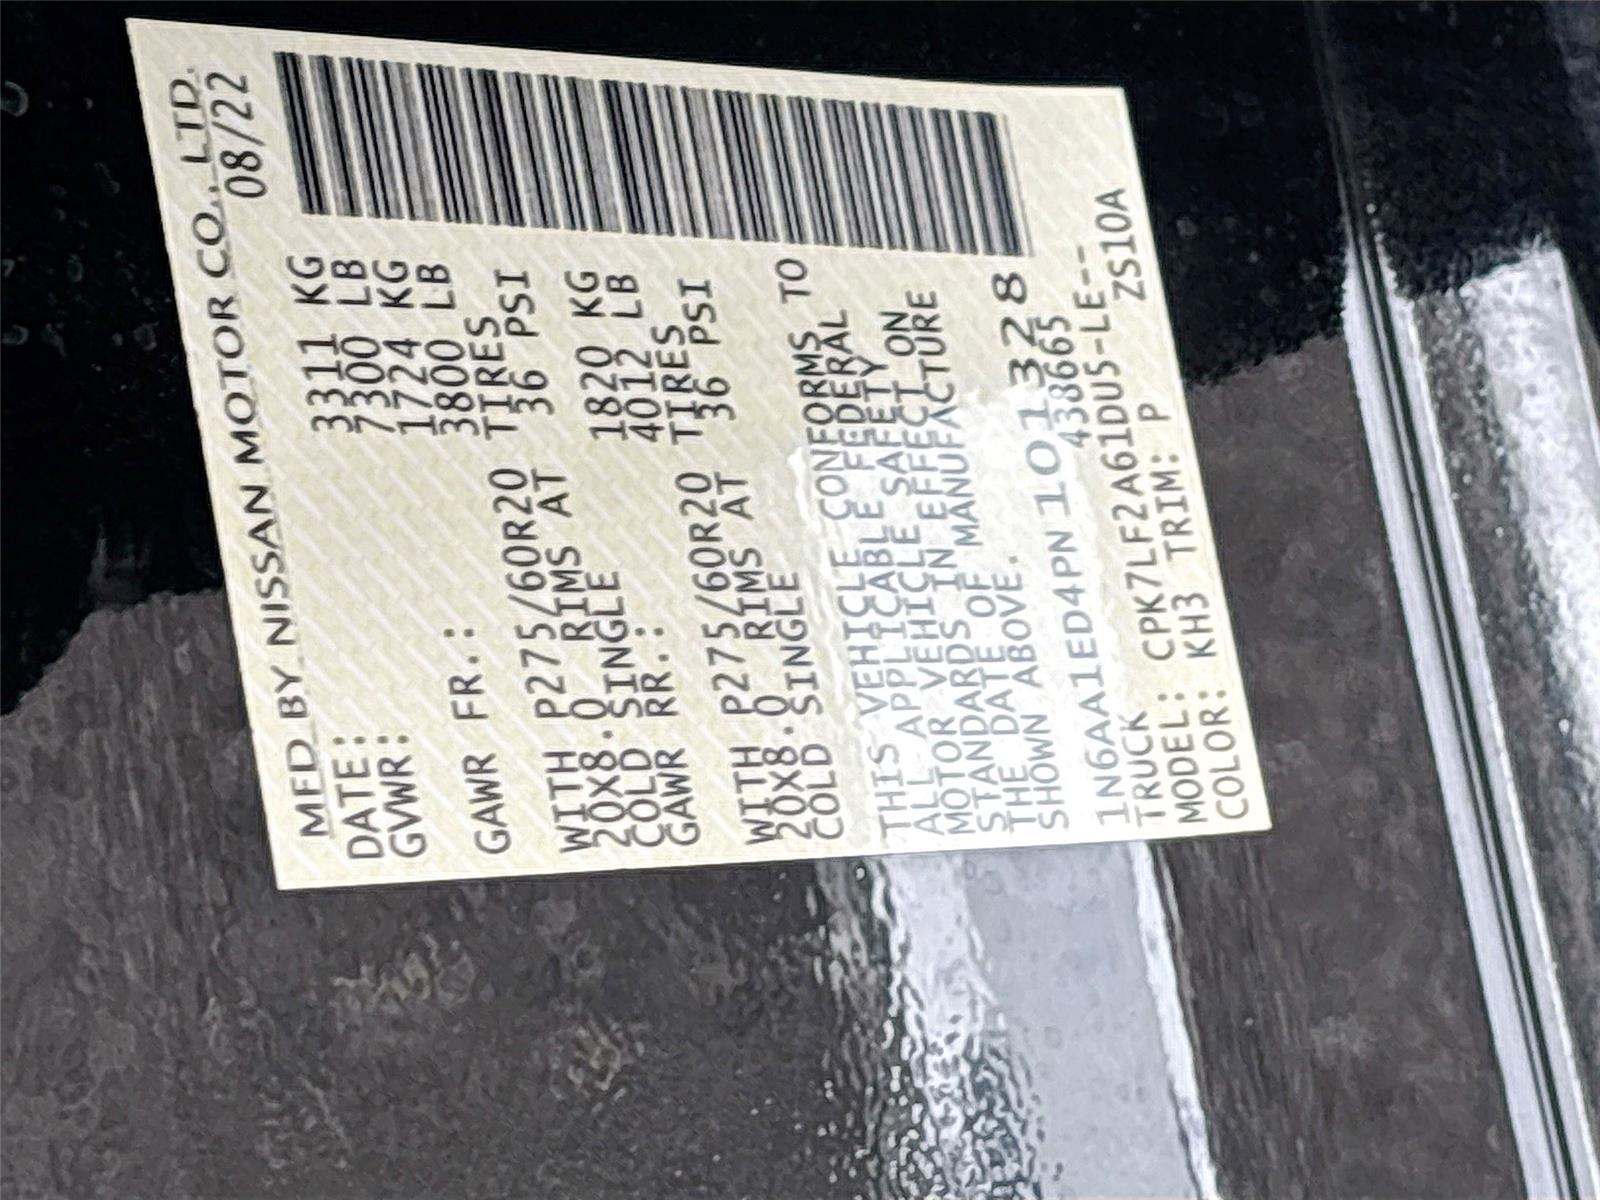 MFD BY NISSAN MOTOR CO., LTD.
DATE: 08/22
GVWR: 3311 KG
7300 LB
GAWR FR.: 1724 KG
3800 LB
WITH P275/60R20 TIRES
20X8.0 RIMS AT 36 PSI
COLD SINGLE
GAWR RR.: 1820 KG
4012 LB
WITH P275/60R20 TIRES
20X8.0 RIMS AT 36 PSI
COLD SINGLE
THIS VEHICLE CONFORMS TO
ALL APPLICABLE FEDERAL
MOTOR VEHICLE SAFETY
STANDARDS IN EFFECT ON
THE DATE OF MANUFACTURE
SHOWN ABOVE.
1N6AA1ED4PN101328
TRUCK 438665
MODEL: CPK7LF2A61DU5-LE--
COLOR: KH3 TRIM: P ZS10A